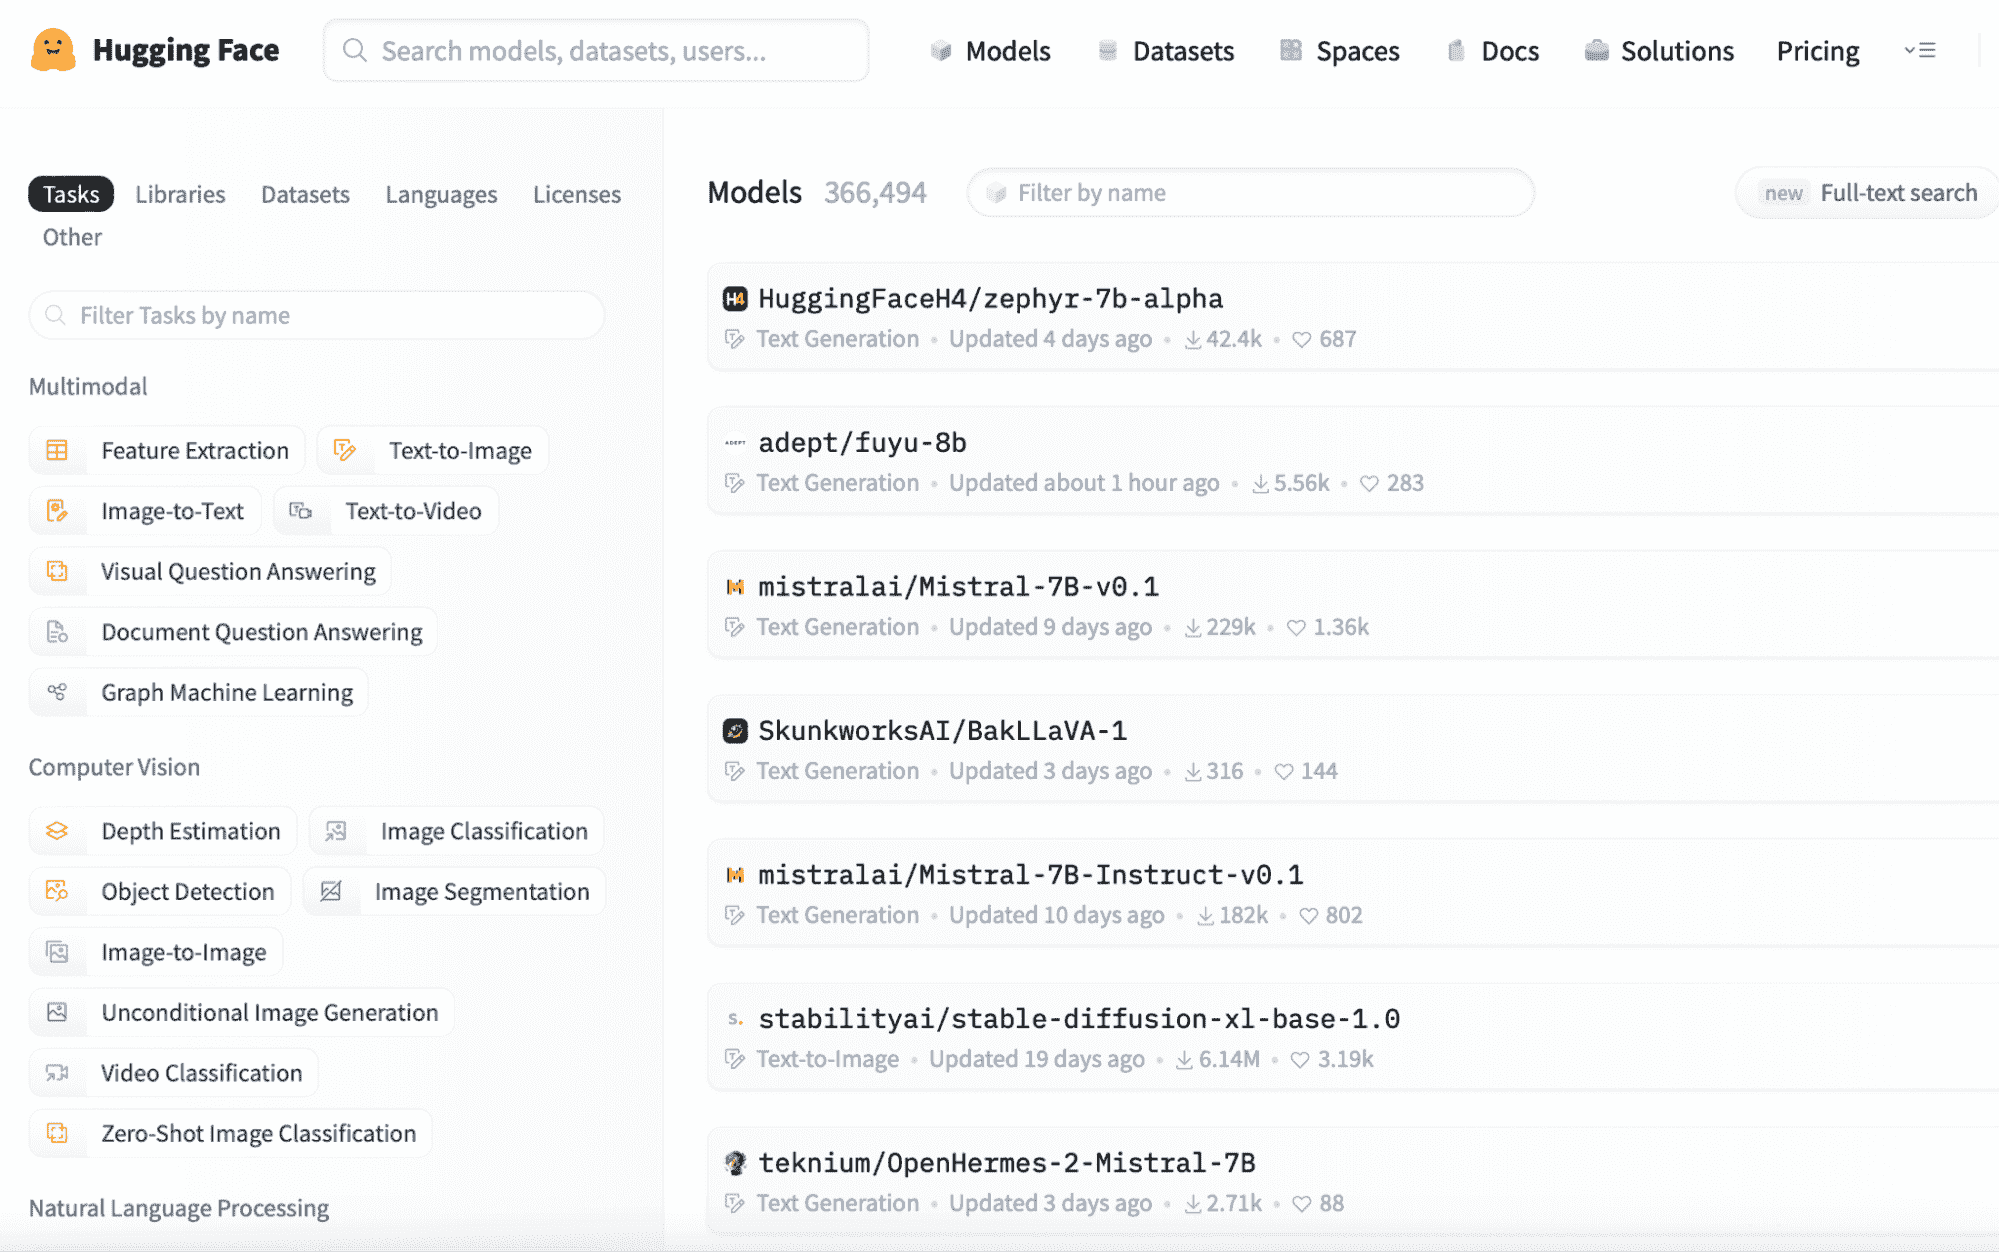 Hugging Face Search models, datasets, users... Models Datasets Spaces Docs Solutions Pricing
Tasks Libraries Datasets Languages Licenses
Other
Filter Tasks by name
Multimodal
Feature Extraction Text-to-Image
Image-to-Text Text-to-Video
Visual Question Answering
Document Question Answering
Graph Machine Learning
Computer Vision
Depth Estimation Image Classification
Object Detection Image Segmentation
Image-to-Image
Unconditional Image Generation
Video Classification
Zero-Shot Image Classification
Natural Language Processing
Models 366,494 Filter by name new Full-text search
H4 HuggingFaceH4/zephyr-7b-alpha
Text Generation • Updated 4 days ago • 42.4k • 687
ADEPT adept/fuyu-8b
Text Generation • Updated about 1 hour ago • 5.56k • 283
mistralai/Mistral-7B-v0.1
Text Generation • Updated 9 days ago • 229k • 1.36k
SkunkworksAI/BakLLaVA-1
Text Generation • Updated 3 days ago • 316 • 144
mistralai/Mistral-7B-Instruct-v0.1
Text Generation • Updated 10 days ago • 182k • 802
s. stabilityai/stable-diffusion-xl-base-1.0
Text-to-Image • Updated 19 days ago • 6.14M • 3.19k
teknium/OpenHermes-2-Mistral-7B
Text Generation • Updated 3 days ago • 2.71k • 88